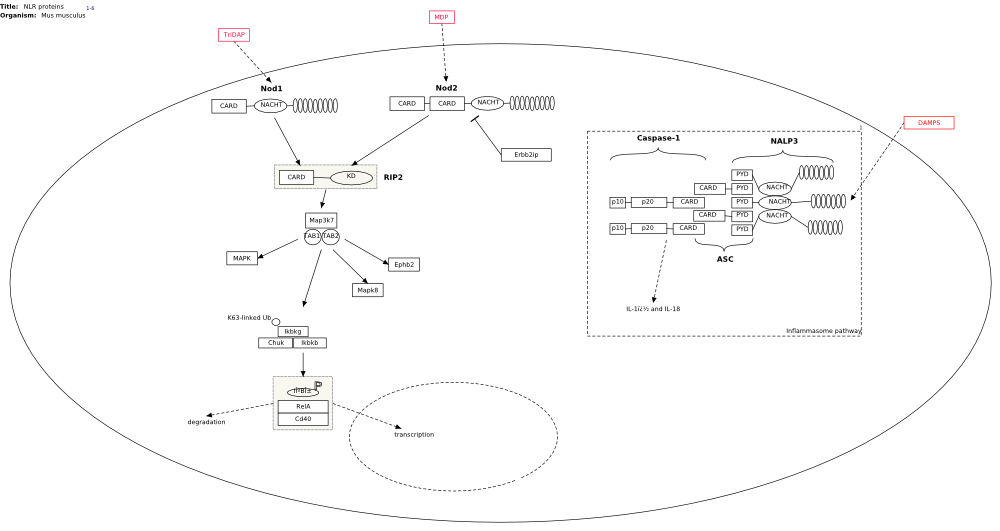 Title: NLR proteins 1-6
Organism: Mus musculus
MDP
TriDAP
Nod1
Nod2
CARD NACHT
CARD CARD NACHT
DAMPS
Erbb2ip
Caspase-1
NALP3
CARD KD
RIP2
PYD
CARD PYD NACHT
p10 p20 CARD PYD NACHT
CARD PYD NACHT
p10 p20 CARD PYD
ASC
Map3k7
TAB1 TAB2
MAPK
Ephb2
Mapk8
IL-1ï¿½ and IL-18
K63-linked Ub
Ikbkg
Chuk Ikbkb
Inflammasome pathway
P
RelA
Cd40
degradation
transcription